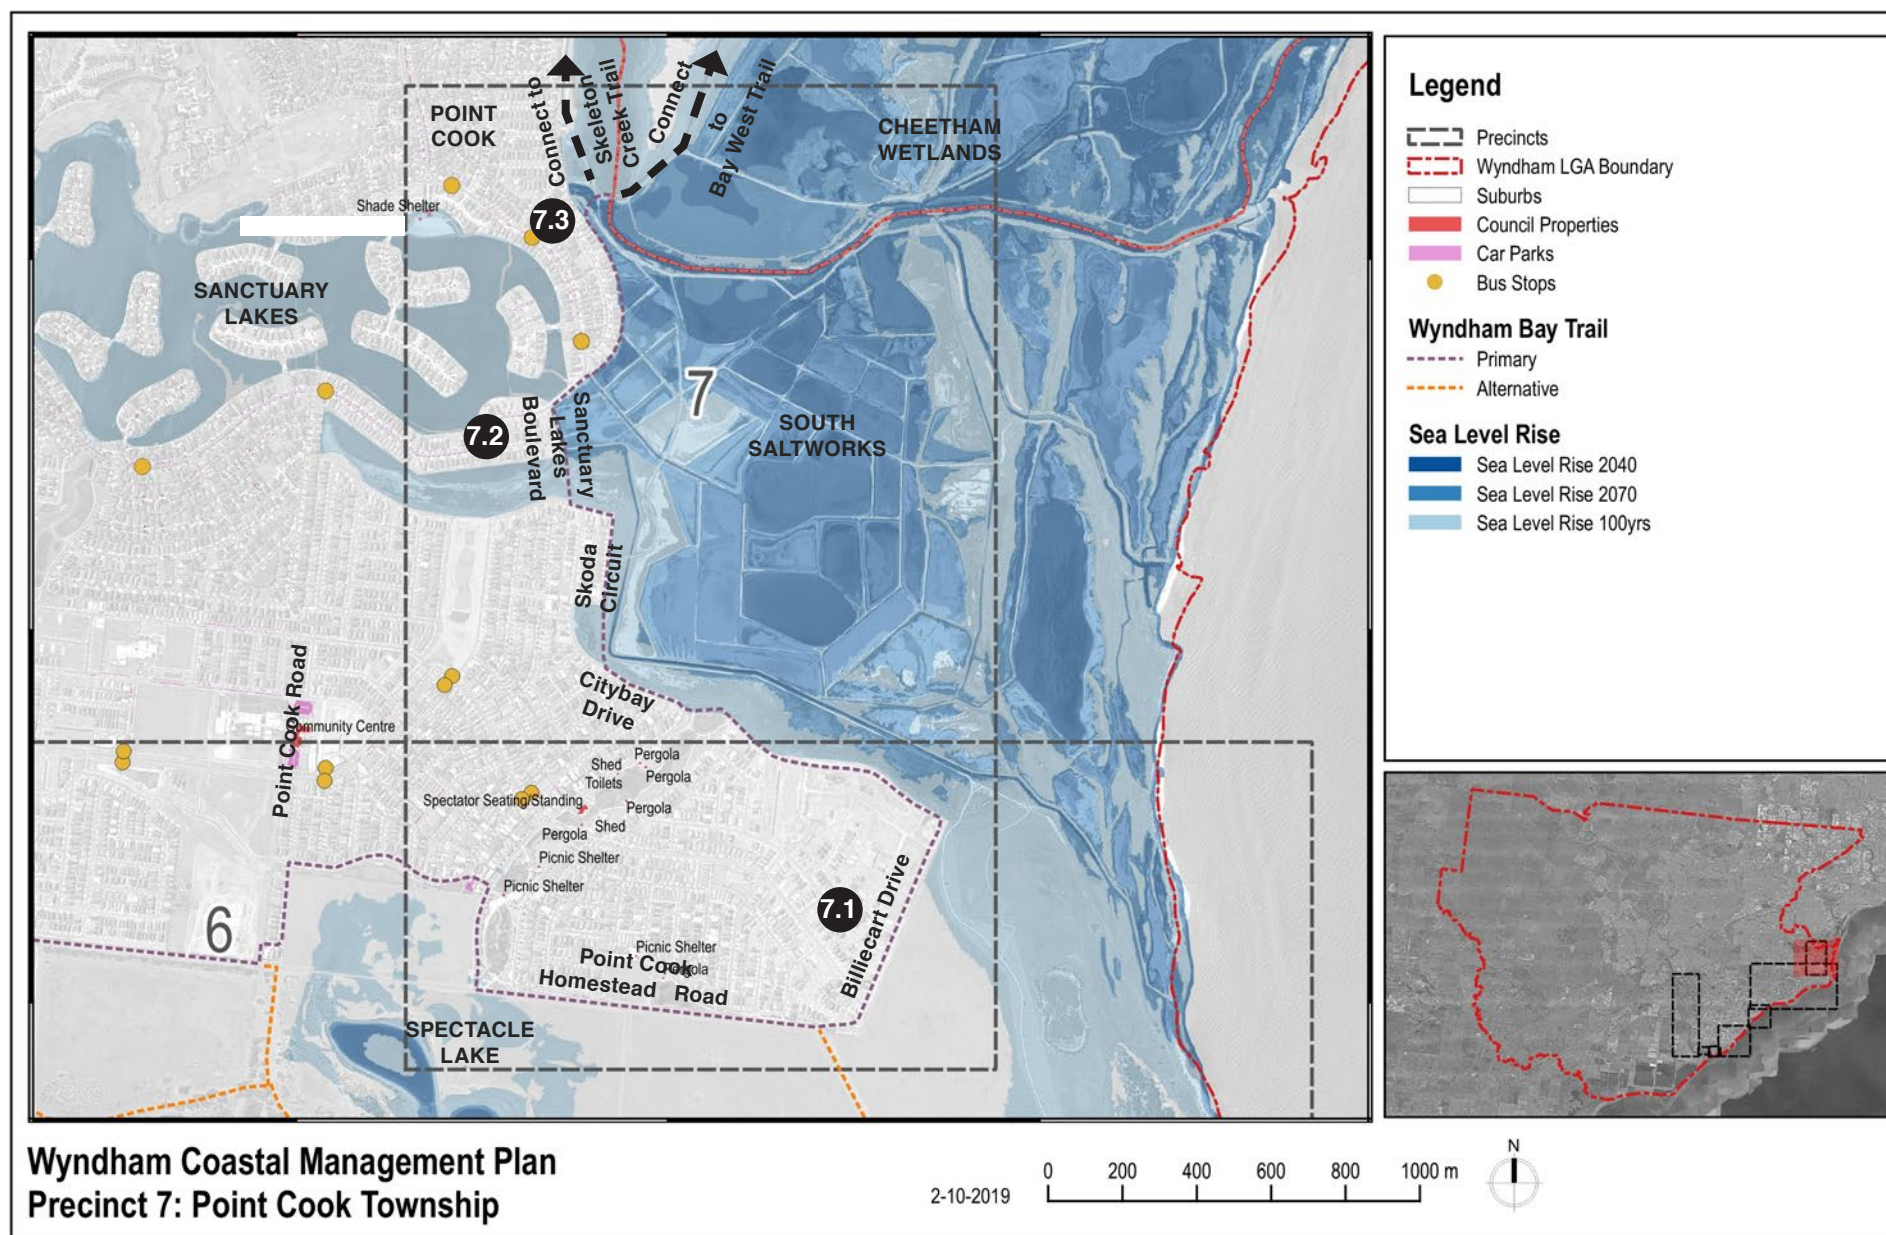 POINT
COOK
Connect to
Skeleton
Creek Trail
Connect
to
Bay West Trail
CHEETHAM
WETLANDS
Shade Shelter
7.3
SANCTUARY
LAKES
7
7.2
Sanctuary
Lakes
Boulevard
SOUTH
SALTWORKS
Skoda
Circuit
Citybay
Drive
Point Cook Road
ommunity Centre
Pergola
Shed
Toilets
Pergola
Spectator Seating/Standing
Pergola
Shed
Pergola
Picnic Shelter
Picnic Shelter
7.1
Billiecart Drive
6
Picnic Shelter
Pergola
Point Cook
Homestead Road
SPECTACLE
LAKE
Legend
Precincts
Wyndham LGA Boundary
Suburbs
Council Properties
Car Parks
Bus Stops
Wyndham Bay Trail
Primary
Alternative
Sea Level Rise
Sea Level Rise 2040
Sea Level Rise 2070
Sea Level Rise 100yrs
Wyndham Coastal Management Plan
Precinct 7: Point Cook Township
2-10-2019
0 200 400 600 800 1000 m
N